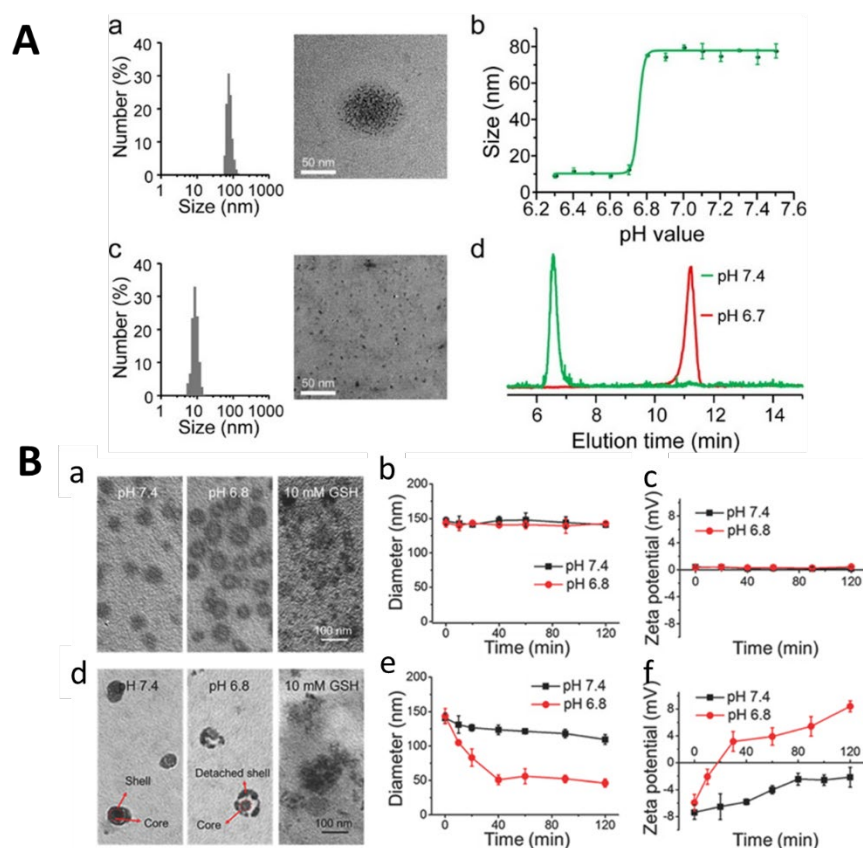 A
a
Number (%)
40
30
20
10
0
1 10 100 1000
Size (nm)
50 nm
b
Size (nm)
80
60
40
20
0
6.2 6.4 6.6 6.8 7.0 7.2 7.4 7.6
pH value
c
Number (%)
40
30
20
10
0
1 10 100 1000
Size (nm)
50 nm
d
pH 7.4
pH 6.7
6 8 10 12 14
Elution time (min)
B
a
pH 7.4
pH 6.8
10 mM GSH
100 nm
b
Diameter (nm)
200
150
100
50
0
pH 7.4
pH 6.8
0 40 80 120
Time (min)
c
Zeta potential (mV)
8
4
0
-4
-8
pH 7.4
pH 6.8
0 40 80 120
Time (min)
d
pH 7.4
pH 6.8
10 mM GSH
Shell
Core
Detached shell
Core
100 nm
e
Diameter (nm)
200
150
100
50
0
pH 7.4
pH 6.8
0 40 80 120
Time (min)
f
Zeta potential (mV)
8
4
0
-4
-8
pH 7.4
pH 6.8
0 40 80 120
Time (min)